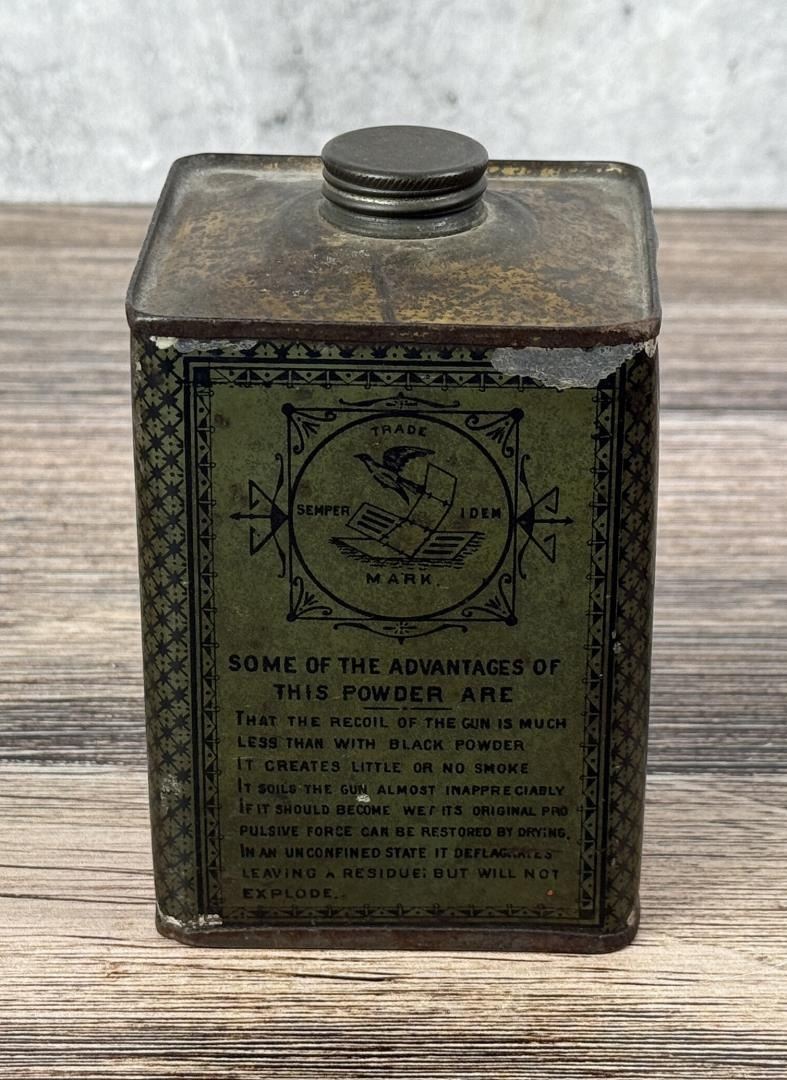 TRADE
SEMPER IDEM
MARK.
SOME OF THE ADVANTAGES OF
THIS POWDER ARE
THAT THE RECOIL OF THE GUN IS MUCH
LESS THAN WITH BLACK POWDER
IT CREATES LITTLE OR NO SMOKE
IT SOILS THE GUN ALMOST INAPPRECIABLY
IF IT SHOULD BECOME WET ITS ORIGINAL PRO
PULSIVE FORCE CAN BE RESTORED BY DRYING.
IN AN UNCONFINED STATE IT DEFLAGRATES
LEAVING A RESIDUE; BUT WILL NOT
EXPLODE.